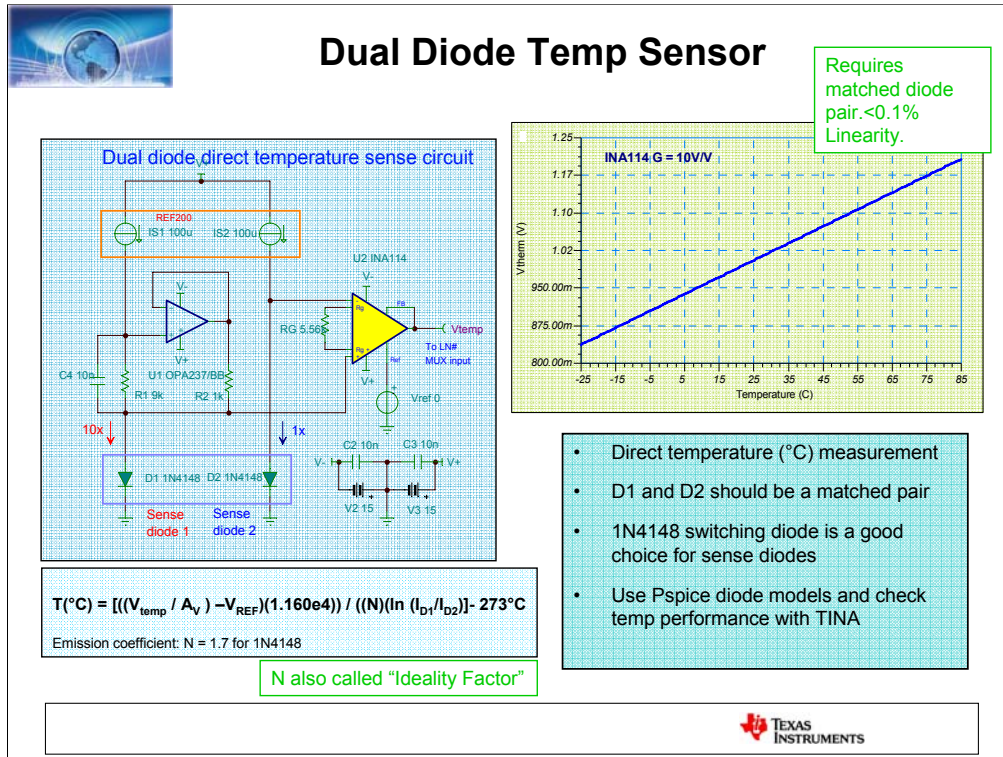 Dual Diode Temp Sensor
Requires
matched diode
pair.<0.1%
Linearity.
Dual diode direct temperature sense circuit
REF200
IS1 100u
IS2 100u
U2 INA114
V-
V-
FB
Rg
RG 5.56k
Rg
Vtemp
To LN#
MUX input
Ref
V+
V+
C4 10n
U1 OPA237/BB
R1 9k
R2 1k
Vref 0
10x
1x
C2 10n
C3 10n
V-
V+
D1 1N4148
D2 1N4148
V2 15
V3 15
Sense
diode 1
Sense
diode 2
INA114 G = 10V/V
Vtherm (V)
1.25
1.17
1.10
1.02
950.00m
875.00m
800.00m
-25 -15 -5 5 15 25 35 45 55 65 75 85
Temperature (C)
• Direct temperature (°C) measurement
• D1 and D2 should be a matched pair
• 1N4148 switching diode is a good
choice for sense diodes
• Use Pspice diode models and check
temp performance with TINA
T(°C) = [((Vtemp / AV ) –VREF)(1.160e4)) / ((N)(ln (ID1/ID2)]- 273°C
Emission coefficient: N = 1.7 for 1N4148
N also called “Ideality Factor”
TEXAS
INSTRUMENTS